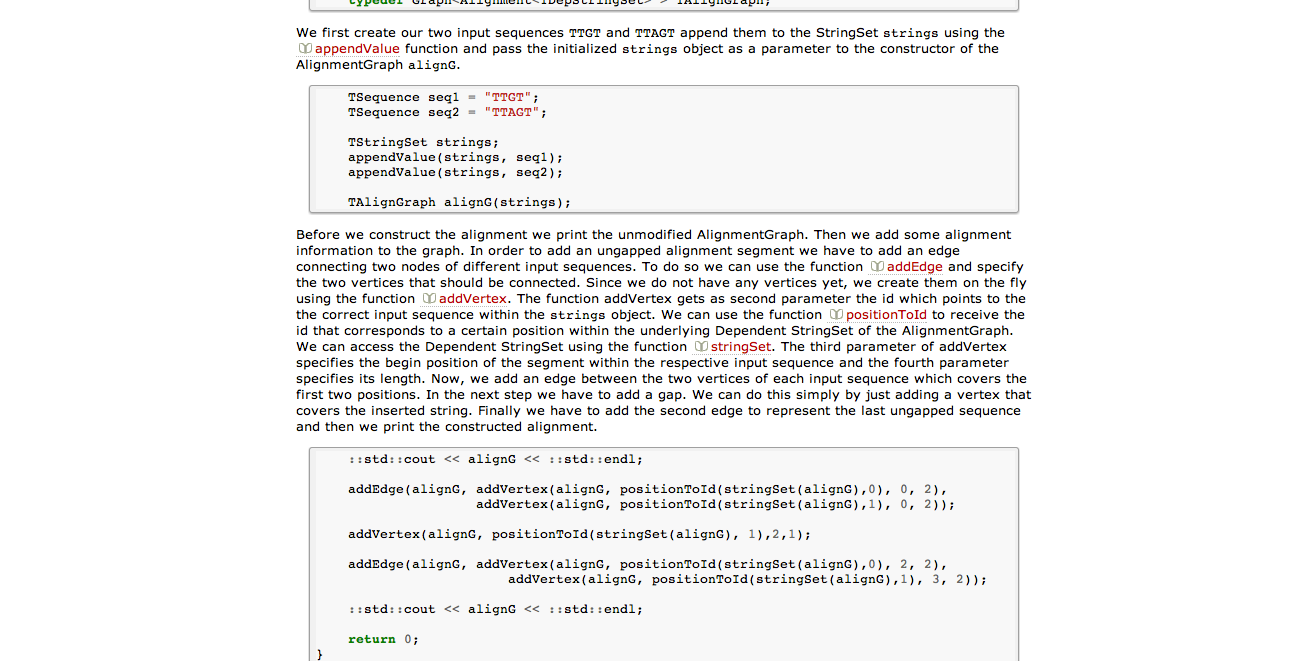 typedef Graph<Alignment<TDepStringSet> > TAlignGraph;
We first create our two input sequences TTGT and TTAGT append them to the StringSet strings using the
appendValue function and pass the initialized strings object as a parameter to the constructor of the
AlignmentGraph alignG.
TSequence seq1 = "TTGT";
TSequence seq2 = "TTAGT";
TStringSet strings;
appendValue(strings, seq1);
appendValue(strings, seq2);
TAlignGraph alignG(strings);
Before we construct the alignment we print the unmodified AlignmentGraph. Then we add some alignment
information to the graph. In order to add an ungapped alignment segment we have to add an edge
connecting two nodes of different input sequences. To do so we can use the function addEdge and specify
the two vertices that should be connected. Since we do not have any vertices yet, we create them on the fly
using the function addVertex. The function addVertex gets as second parameter the id which points to the
the correct input sequence within the strings object. We can use the function positionToId to receive the
id that corresponds to a certain position within the underlying Dependent StringSet of the AlignmentGraph.
We can access the Dependent StringSet using the function stringSet. The third parameter of addVertex
specifies the begin position of the segment within the respective input sequence and the fourth parameter
specifies its length. Now, we add an edge between the two vertices of each input sequence which covers the
first two positions. In the next step we have to add a gap. We can do this simply by just adding a vertex that
covers the inserted string. Finally we have to add the second edge to represent the last ungapped sequence
and then we print the constructed alignment.
::std::cout << alignG << ::std::endl;
addEdge(alignG, addVertex(alignG, positionToId(stringSet(alignG),0), 0, 2),
addVertex(alignG, positionToId(stringSet(alignG),1), 0, 2));
addVertex(alignG, positionToId(stringSet(alignG), 1),2,1);
addEdge(alignG, addVertex(alignG, positionToId(stringSet(alignG),0), 2, 2),
addVertex(alignG, positionToId(stringSet(alignG),1), 3, 2));
::std::cout << alignG << ::std::endl;
return 0;
}